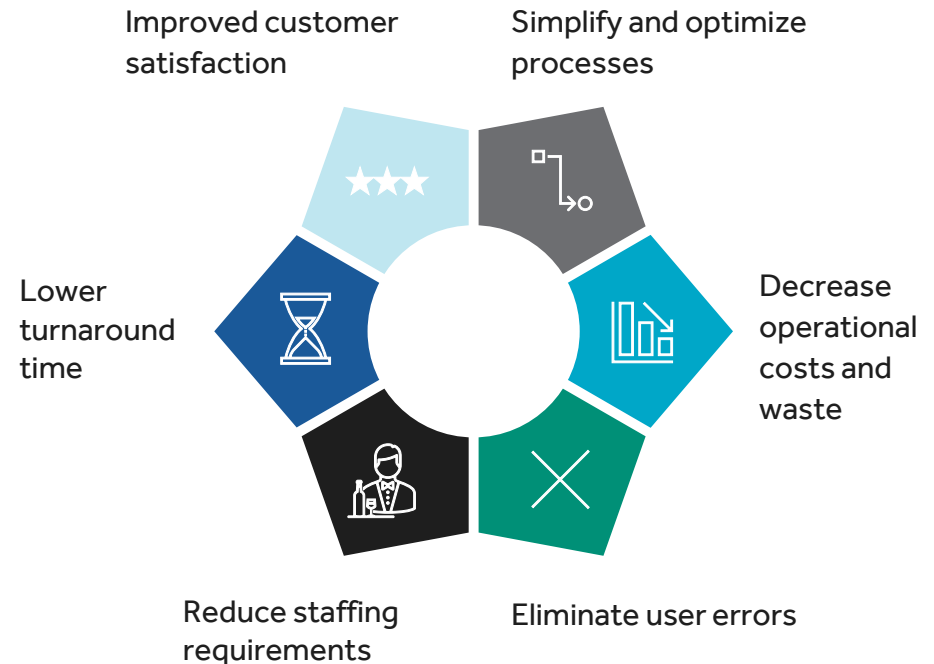 Improved customer
satisfaction
Simplify and optimize
processes
Lower
turnaround
time
Decrease
operational
costs and
waste
Reduce staffing
requirements
Eliminate user errors